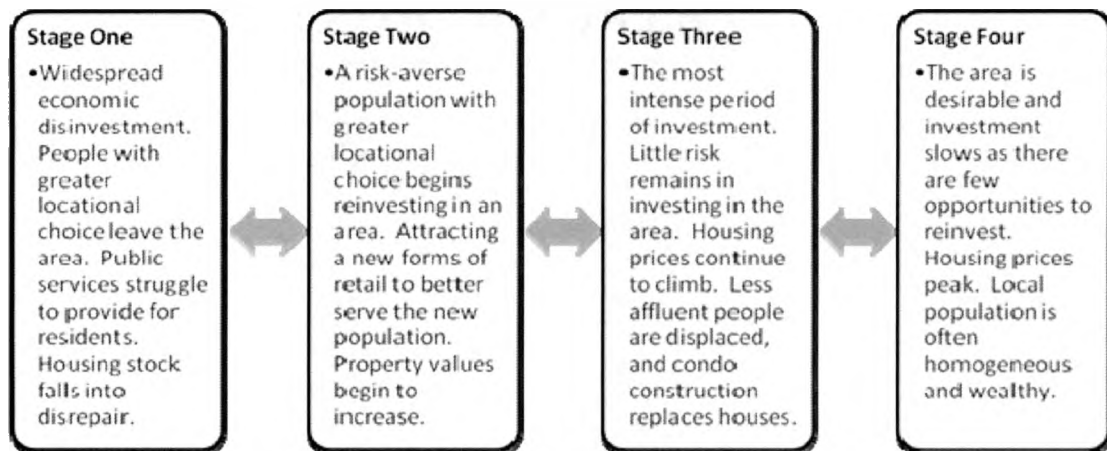 Stage One
•Widespread
economic
disinvestment.
People with
greater
locational
choice leave the
area. Public
services struggle
to provide for
residents.
Housing stock
falls into
disrepair.
Stage Two
•A risk-averse
population with
greater
locational
choice begins
reinvesting in an
area. Attracting
a new forms of
retail to better
serve the new
population.
Property values
begin to
increase.
Stage Three
•The most
intense period
of investment.
Little risk
remains in
investing in the
area. Housing
prices continue
to climb. Less
affluent people
are displaced,
and condo
construction
replaces houses.
Stage Four
•The area is
desirable and
investment
slows as there
are few
opportunities to
reinvest.
Housing prices
peak. Local
population is
often
homogeneous
and wealthy.